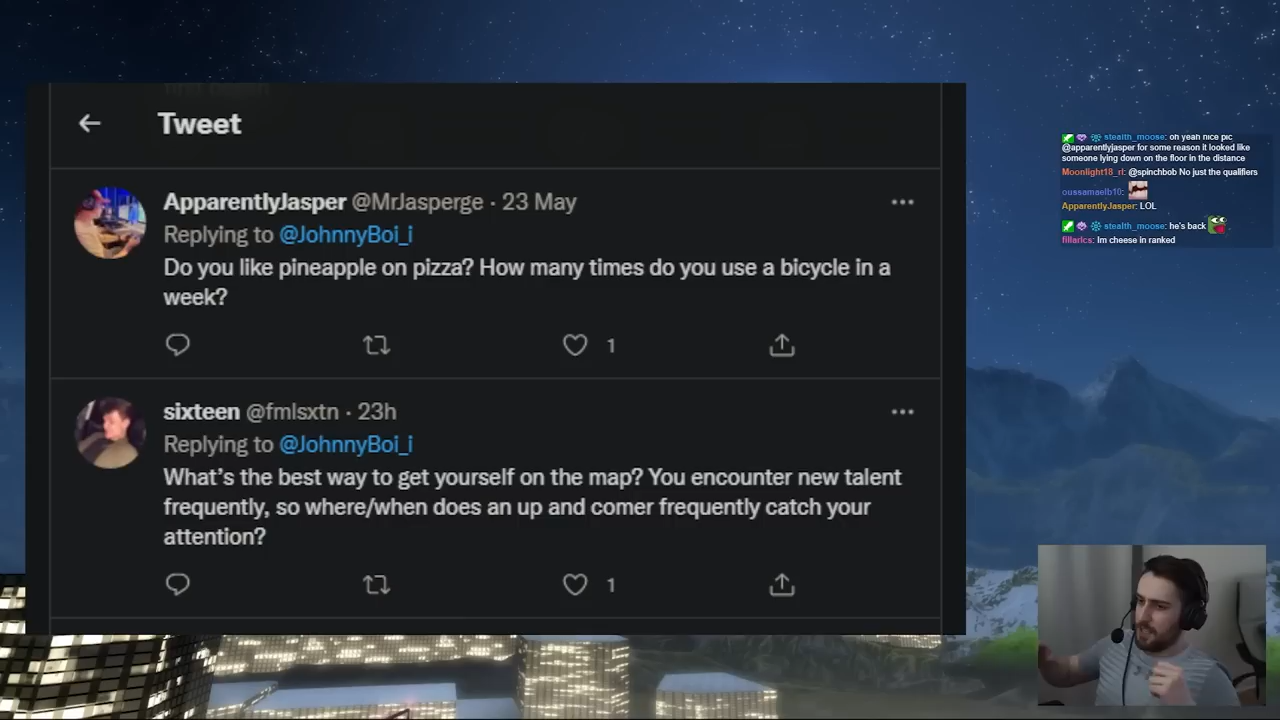 Tweet
ApparentlyJasper @MrJasperge · 23 May
Replying to @JohnnyBoi_i
Do you like pineapple on pizza? How many times do you use a bicycle in a
week?
1
sixteen @fmlsxtn · 23h
Replying to @JohnnyBoi_i
What's the best way to get yourself on the map? You encounter new talent
frequently, so where/when does an up and comer frequently catch your
attention?
1
stealth_moose: oh yeah nice pic
@apparentlyjasper for some reason it looked like
someone lying down on the floor in the distance
Moonlight18_rl: @spinchbob No just the qualifiers
oussamaelb10:
ApparentlyJasper: LOL
stealth_moose: he's back
fillarics: Im cheese in ranked